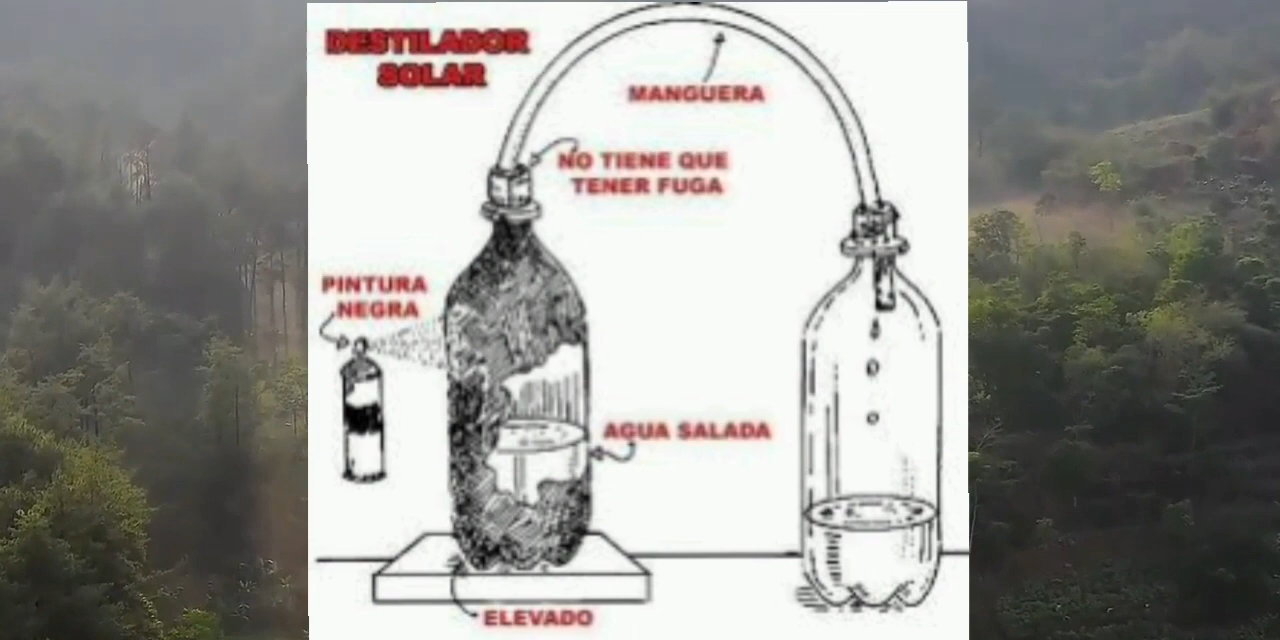 DESTILADOR
SOLAR
MANGUERA
NO TIENE QUE
TENER FUGA
PINTURA
NEGRA
AGUA SALADA
ELEVADO